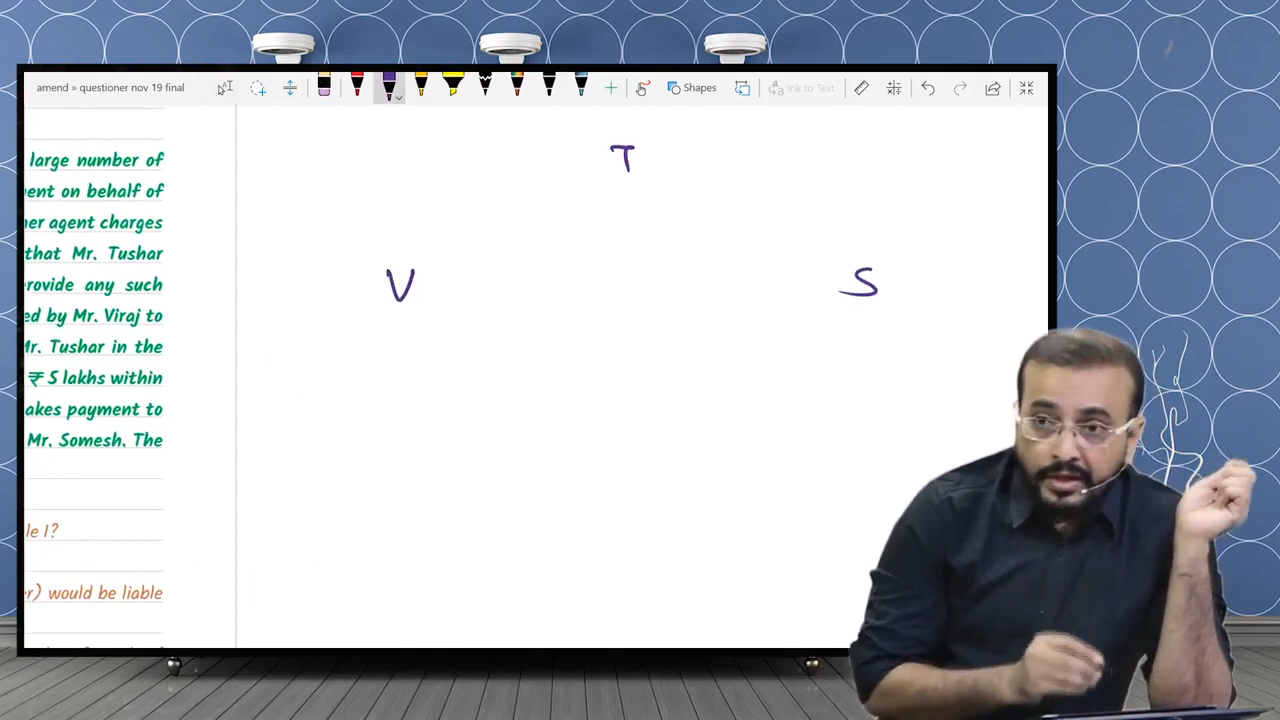 amend » questioner nov 19 final
Shapes
Ink to Text
large number of
ent on behalf of
er agent charges
that Mr. Tushar
rovide any such
ed by Mr. Viraj to
Mr. Tushar in the
₹ 5 lakhs within
akes payment to
Mr. Somesh. The
le I?
r) would be liable
T
V
S